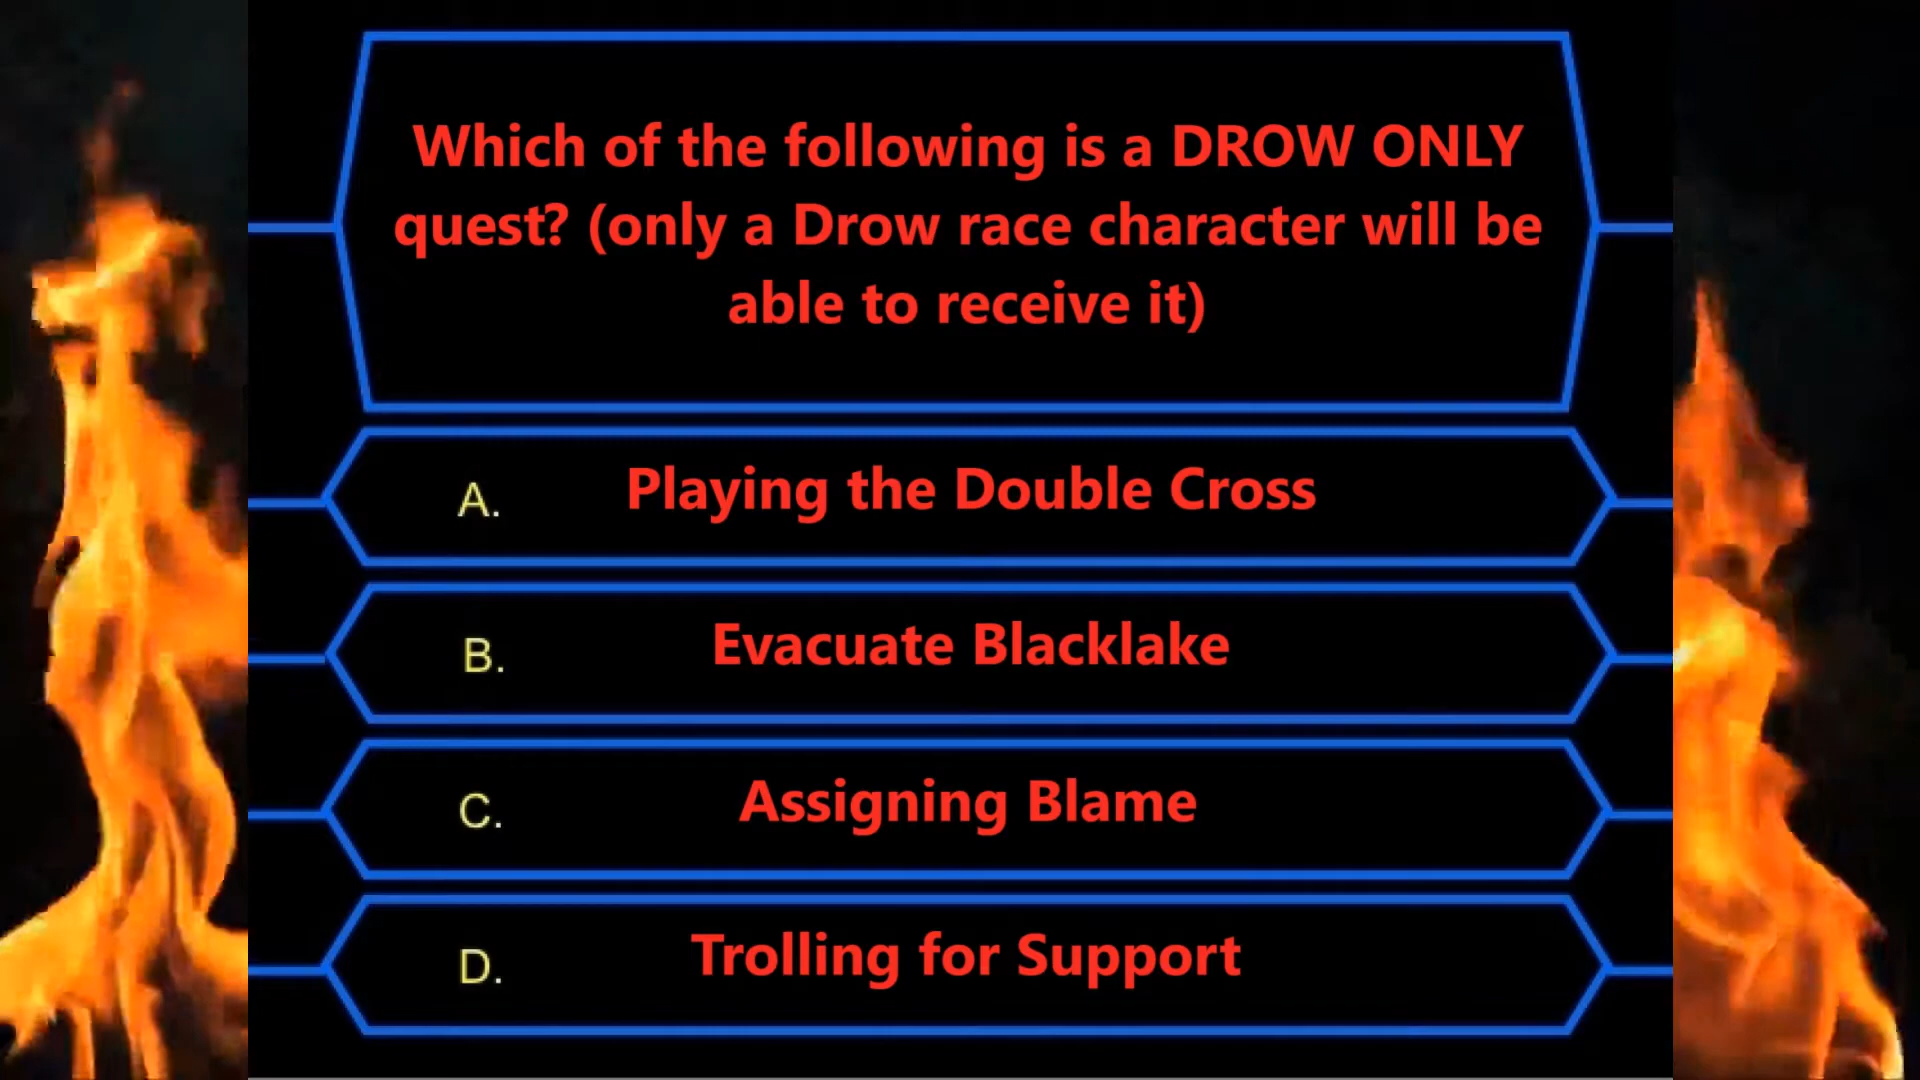 Which of the following is a DROW ONLY
quest? (only a Drow race character will be
able to receive it)
A. Playing the Double Cross
B. Evacuate Blacklake
C. Assigning Blame
D. Trolling for Support